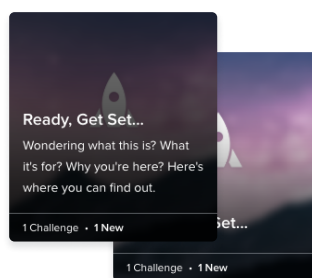 Ready, Get Set...
Wondering what this is? What
it's for? Why you're here? Here's
where you can find out.
1 Challenge • 1 New
Set...
1 Challenge • 1 New